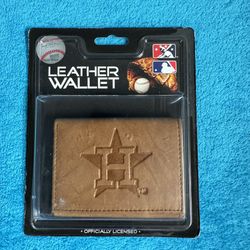 LEATHER
WALLET
H
• OFFICIALLY LICENSED •